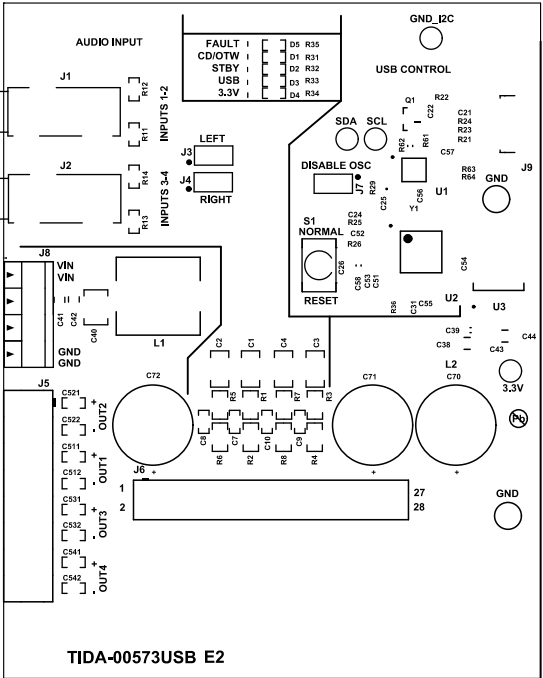 GND_I2C
AUDIO INPUT
FAULT D5 R35
CD/OTW D1 R31
STBY D2 R32
USB D3 R33
3.3V D4 R34
USB CONTROL
J1
R12
INPUTS 1-2
R11
J2
R14
INPUTS 3-4
R13
LEFT
J3
J4
RIGHT
SDA SCL
Q1
C22
R22
C21
R24
R23
R21
R62
R61
C57
J9
DISABLE OSC
J7
R29
C25
C56
U1
R63
R64
GND
S1
NORMAL
C24
R25
C52
R26
Y1
C26
C58
C53
C51
C54
RESET
R36
C31
C55
U2
U3
J8
VIN
VIN
C41
C42
C40
GND
GND
L1
C2
C1
C4
C3
C39
C38
C43
C44
L2
3.3V
J5
C521
+
OUT2
C522
-
C511
+
OUT1
C512
-
C531
+
OUT3
C532
-
C541
+
OUT4
C542
-
C72
+
R5
R1
R7
R3
C8
C7
C10
C9
R6
R2
R8
R4
C71
+
C70
+
Pb
J6
1
2
27
28
GND
TIDA-00573USB E2